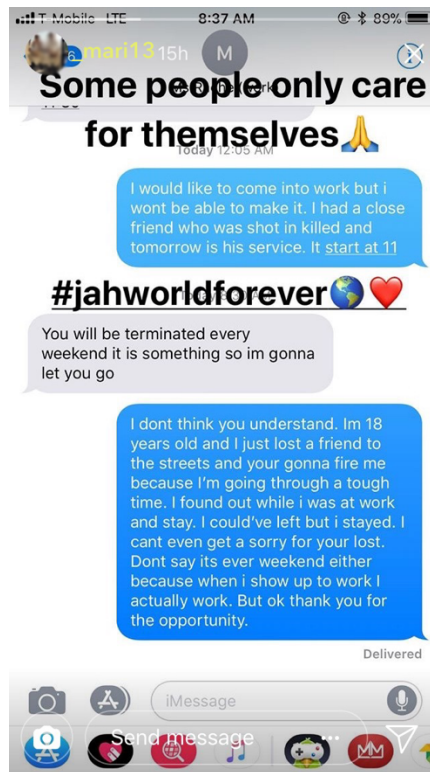 T-Mobile LTE 8:37 AM 89%
mari13 15h M
Some people only care
for themselves🙏
Today 12:05 AM
I would like to come into work but i
wont be able to make it. I had a close
friend who was shot in killed and
tomorrow is his service. It start at 11
#jahworldforever🌎❤️
You will be terminated every
weekend it is something so im gonna
let you go
I dont think you understand. Im 18
years old and I just lost a friend to
the streets and your gonna fire me
because I'm going through a tough
time. I found out while i was at work
and stay. I could've left but i stayed. I
cant even get a sorry for your lost.
Dont say its ever weekend either
because when i show up to work I
actually work. But ok thank you for
the opportunity.
Delivered
iMessage
Send message